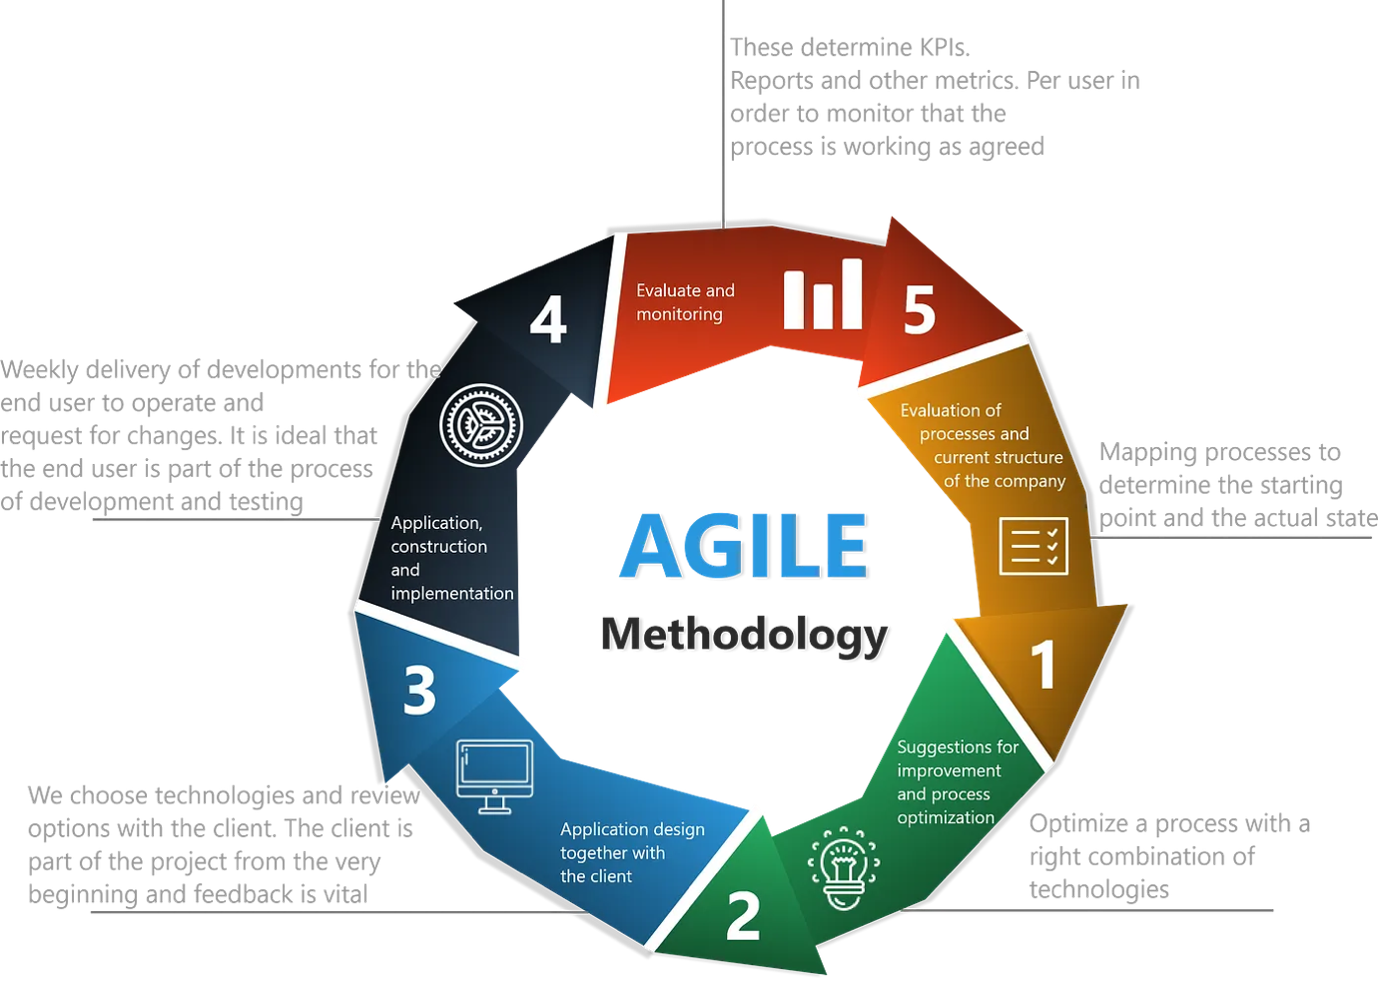 These determine KPIs.
Reports and other metrics. Per user in
order to monitor that the
process is working as agreed
5
Evaluate and
monitoring
4
Weekly delivery of developments for the
end user to operate and
request for changes. It is ideal that
the end user is part of the process
of development and testing
Application,
construction
and
implementation
Evaluation of
processes and
current structure
of the company
Mapping processes to
determine the starting
point and the actual state
1
AGILE
Methodology
3
We choose technologies and review
options with the client. The client is
part of the project from the very
beginning and feedback is vital
Application design
together with
the client
2
Suggestions for
improvement
and process
optimization
Optimize a process with a
right combination of
technologies